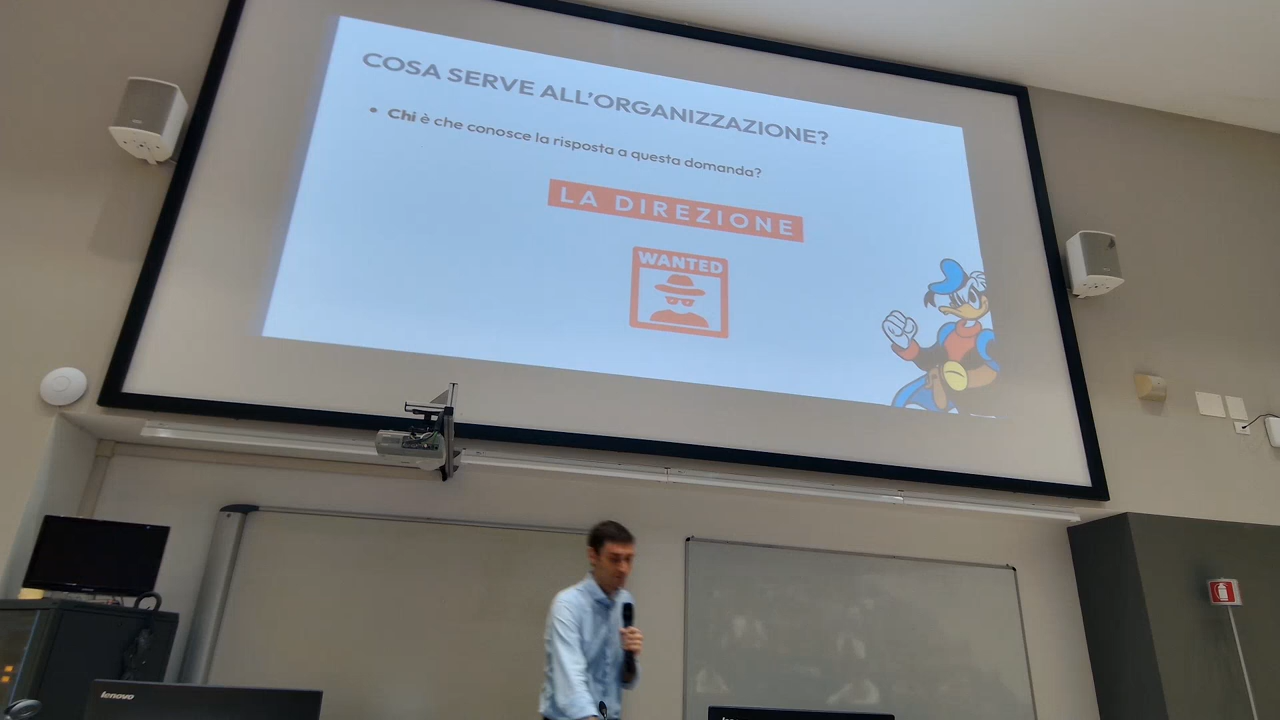 COSA SERVE ALL'ORGANIZZAZIONE?
• Chi è che conosce la risposta a questa domanda?
LA DIREZIONE
WANTED
lenovo